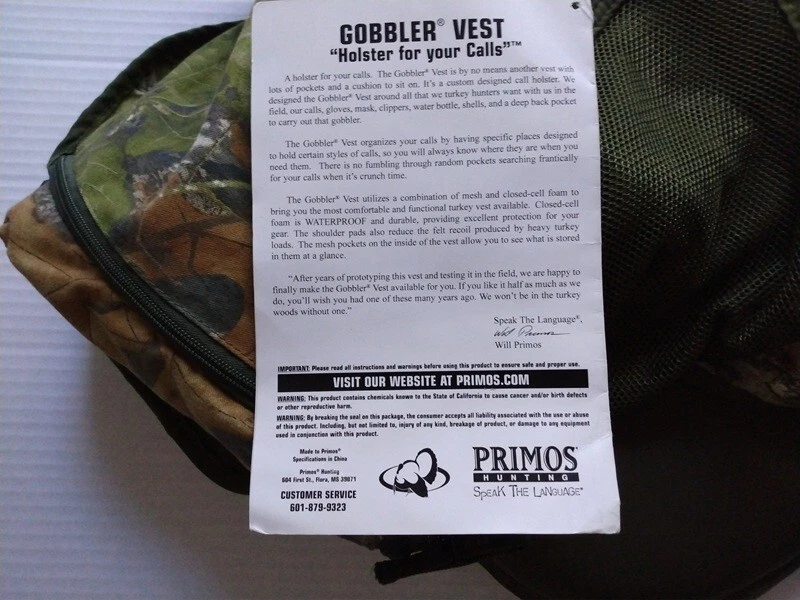 GOBBLER® VEST
"Holster for your Calls"™
A holster for your calls. The Gobbler® Vest is by no means another vest with
lots of pockets and a cushion to sit on. It's a custom designed call holster. We
designed the Gobbler® Vest around all that we turkey hunters want with us in the
field, our calls, gloves, mask, clippers, water bottle, shells, and a deep back pocket
to carry out that gobbler.
The Gobbler® Vest organizes your calls by having specific places designed
to hold certain styles of calls, so you will always know where they are when you
need them. There is no fumbling through random pockets searching frantically
for your calls when it's crunch time.
The Gobbler® Vest utilizes a combination of mesh and closed-cell foam to
bring you the most comfortable and functional turkey vest available. Closed-cell
foam is WATERPROOF and durable, providing excellent protection for your
gear. The shoulder pads also reduce the felt recoil produced by heavy turkey
loads. The mesh pockets on the inside of the vest allow you to see what is stored
in them at a glance.
"After years of prototyping this vest and testing it in the field, we are happy to
finally make the Gobbler® Vest available for you. If you like it half as much as we
do, you'll wish you had one of these many years ago. We won't be in the turkey
woods without one."
Speak The Language®,
Will Primos
Will Primos
IMPORTANT: Please read all instructions and warnings before using this product to ensure safe and proper use.
VISIT OUR WEBSITE AT PRIMOS.COM
WARNING: This product contains chemicals known to the State of California to cause cancer and/or birth defects
or other reproductive harm.
WARNING: By breaking the seal on this package, the consumer accepts all liability associated with the use or abuse
of this product. Including, but not limited to, injury of any kind, breakage of product, or damage to any equipment
used in conjunction with this product.
Made to Primos®
Specifications in China
Primos® Hunting
604 First St., Flora, MS 39071
CUSTOMER SERVICE
601-879-9323
PRIMOS®
HUNTING
SPEAK THE LANGUAGE®